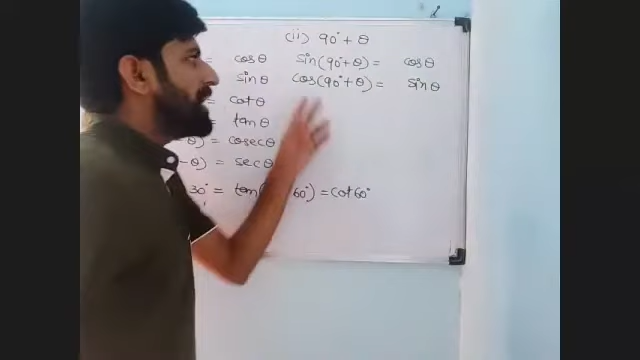 (ii) 90° + θ
= cosθ sin(90°+θ) = cosθ
sinθ cos(90°+θ) = sinθ
= cotθ
= tanθ
θ) = cosecθ
-θ) = secθ
30° = tan( 60°) = cot60°